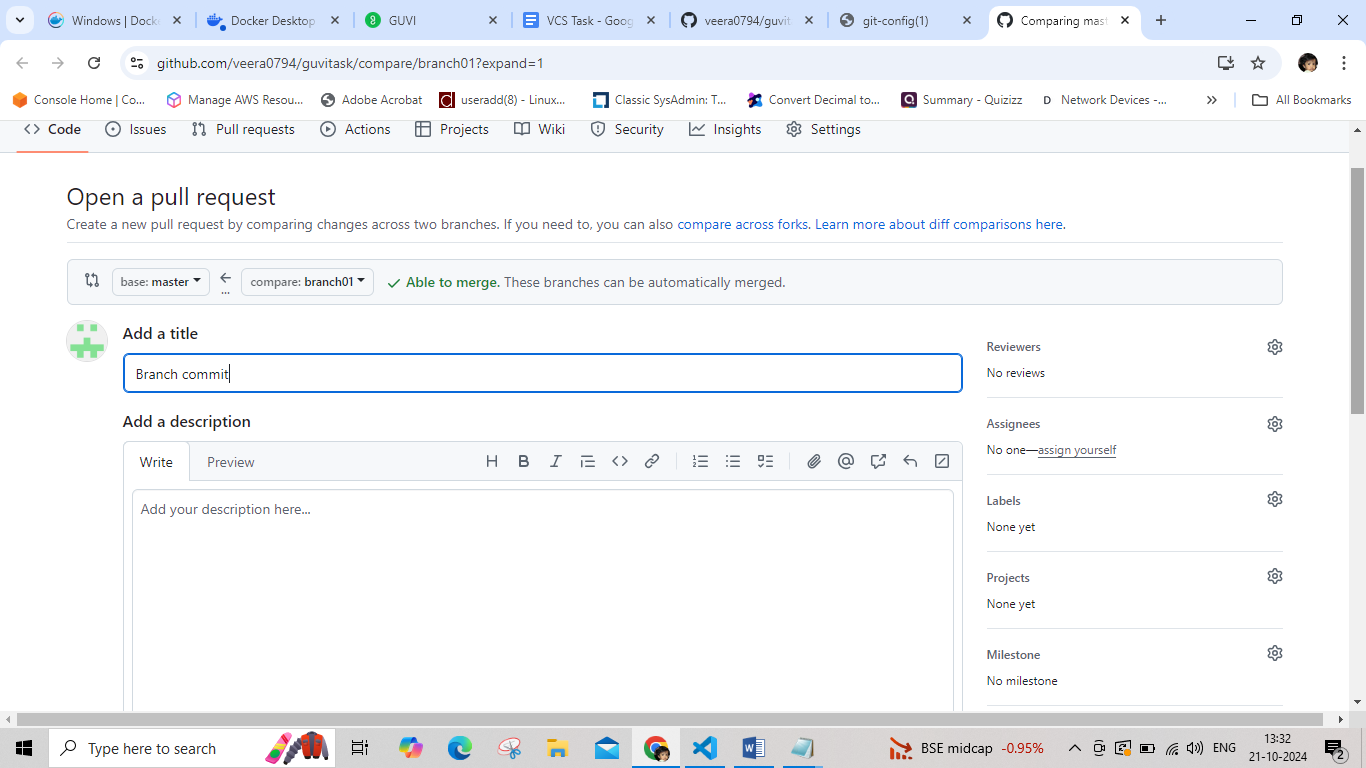 Windows | Dock
Docker Desktop
GUVI
VCS Task - Goog
veera0794/guvit
git-config(1)
Comparing mast
github.com/veera0794/guvitask/compare/branch01?expand=1
Console Home | Co...
Manage AWS Resou...
Adobe Acrobat
useradd(8) - Linux...
Classic SysAdmin: T...
Convert Decimal to...
Summary - Quizizz
Network Devices -...
All Bookmarks
Code
Issues
Pull requests
Actions
Projects
Wiki
Security
Insights
Settings
Open a pull request
Create a new pull request by comparing changes across two branches. If you need to, you can also compare across forks. Learn more about diff comparisons here.
base: master
...
compare: branch01
Able to merge. These branches can be automatically merged.
Add a title
Branch commit
Add a description
Write
Preview
Add your description here...
Reviewers
No reviews
Assignees
No one—assign yourself
Labels
None yet
Projects
None yet
Milestone
No milestone
Type here to search
BSE midcap -0.95%
ENG
13:32
21-10-2024
2